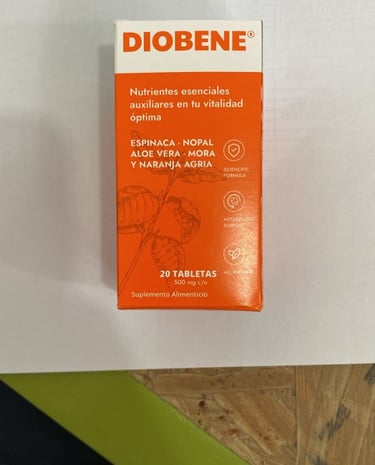 DIOBENE®
Nutrientes esenciales
auxiliares en tu vitalidad
óptima
ESPINACA - NOPAL
ALOE VERA - MORA
Y NARANJA AGRIA
SCIENTIFIC
FORMULA
METABOLISM
SUPPORT
ALL NATURAL
20 TABLETAS
500 mg c/u
Suplemento Alimenticio